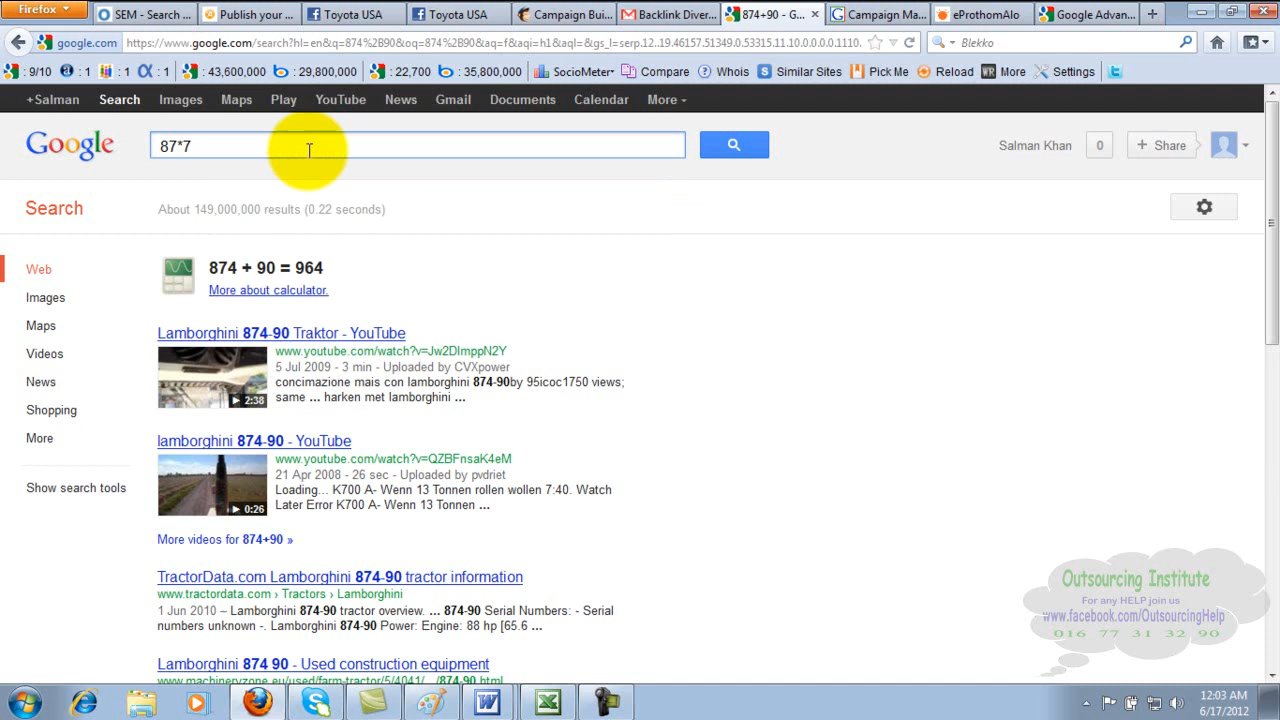 Firefox
SEM - Search ...
Publish your ...
Toyota USA
Toyota USA
Campaign Bui...
Backlink Diver...
874+90 - G...
Campaign Ma...
eProthomAlo
Google Advan...
google.com
https://www.google.com/search?hl=en&q=874%2B90&oq=874%2B90&aq=f&aqi=h1&aql=&gs_l=serp.12..19.46157.51349.0.53315.11.10.0.0.0.0.1110.
Blekko
: 9/10
: 1
: 1
: 1
: 43,600,000
: 29,800,000
: 22,700
: 35,800,000
SocioMeter
Compare
Whois
Similar Sites
Pick Me
Reload
WR More
Settings
+Salman
Search
Images
Maps
Play
YouTube
News
Gmail
Documents
Calendar
More
Google
87*7
Salman Khan
0
+ Share
Search
About 149,000,000 results (0.22 seconds)
Web
Images
Maps
Videos
News
Shopping
More
Show search tools
874 + 90 = 964
More about calculator.
Lamborghini 874-90 Traktor - YouTube
www.youtube.com/watch?v=Jw2DImppN2Y
5 Jul 2009 - 3 min - Uploaded by CVXpower
concimazione mais con lamborghini 874-90by 95icoc1750 views;
same ... harken met lamborghini ...
2:38
lamborghini 874-90 - YouTube
www.youtube.com/watch?v=QZBFnsaK4eM
21 Apr 2008 - 26 sec - Uploaded by pvdriet
Loading... K700 A- Wenn 13 Tonnen rollen wollen 7:40. Watch
Later Error K700 A- Wenn 13 Tonnen ...
0:26
More videos for 874+90 »
TractorData.com Lamborghini 874-90 tractor information
www.tractordata.com › Tractors › Lamborghini
1 Jun 2010 – Lamborghini 874-90 tractor overview. ... 874-90 Serial Numbers: - Serial
numbers unknown -. Lamborghini 874-90 Power: Engine: 88 hp [65.6 ...
Lamborghini 874 90 - Used construction equipment
www.machineryzone.eu/used/farm-tractor/5/4041/.../874-90.html
Outsourcing Institute
For any HELP join us
www.facebook.com/OutsourcingHelp
016 77 31 32 90
12:03 AM
6/17/2012